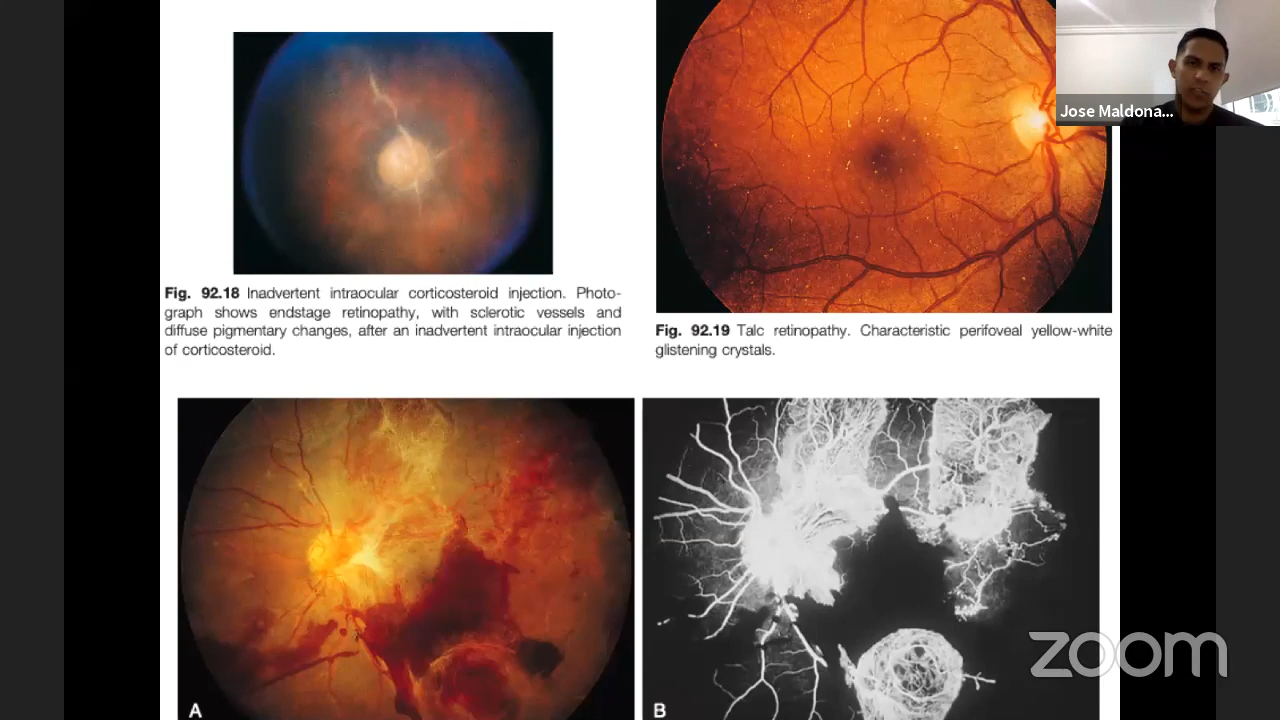 Jose Maldona...
Fig. 92.18 Inadvertent intraocular corticosteroid injection. Photo-
graph shows endstage retinopathy, with sclerotic vessels and
diffuse pigmentary changes, after an inadvertent intraocular injection
of corticosteroid.
Fig. 92.19 Talc retinopathy. Characteristic perifoveal yellow-white
glistening crystals.
A
B
zoom